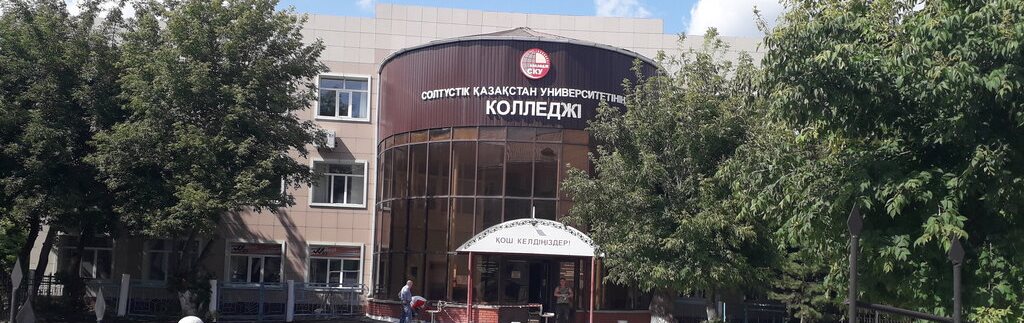 СКУ
СОЛТҮСТІК ҚАЗАҚСТАН УНИВЕРСИТЕТІНІҢ
КОЛЛЕДЖІ
ҚОШ КЕЛДІҢІЗДЕР!